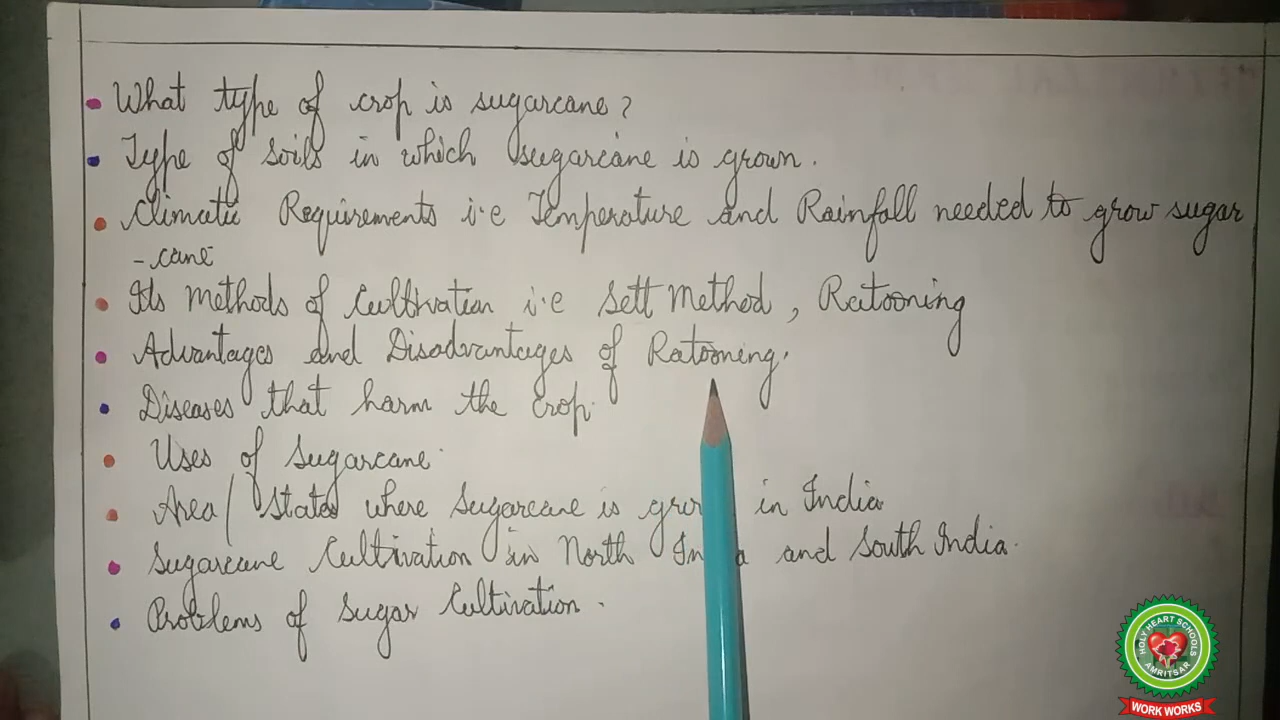 • What type of crop is sugarcane?
• Type of soils in which sugarcane is grown.
• Climatic Requirements i.e Temperature and Rainfall needed to grow sugar
- cane
• Its Methods of Cultivation i.e Sett Method, Ratooning
• Advantages and Disadvantages of Ratooning.
• Diseases that harm the crop.
• Uses of Sugarcane.
• Area/ States where Sugarcane is in India
• Sugarcane Cultivation in North and South India.
• Problems of Sugar Cultivation.
HOLY HEART SCHOOLS
AMRITSAR
WORK WORKS